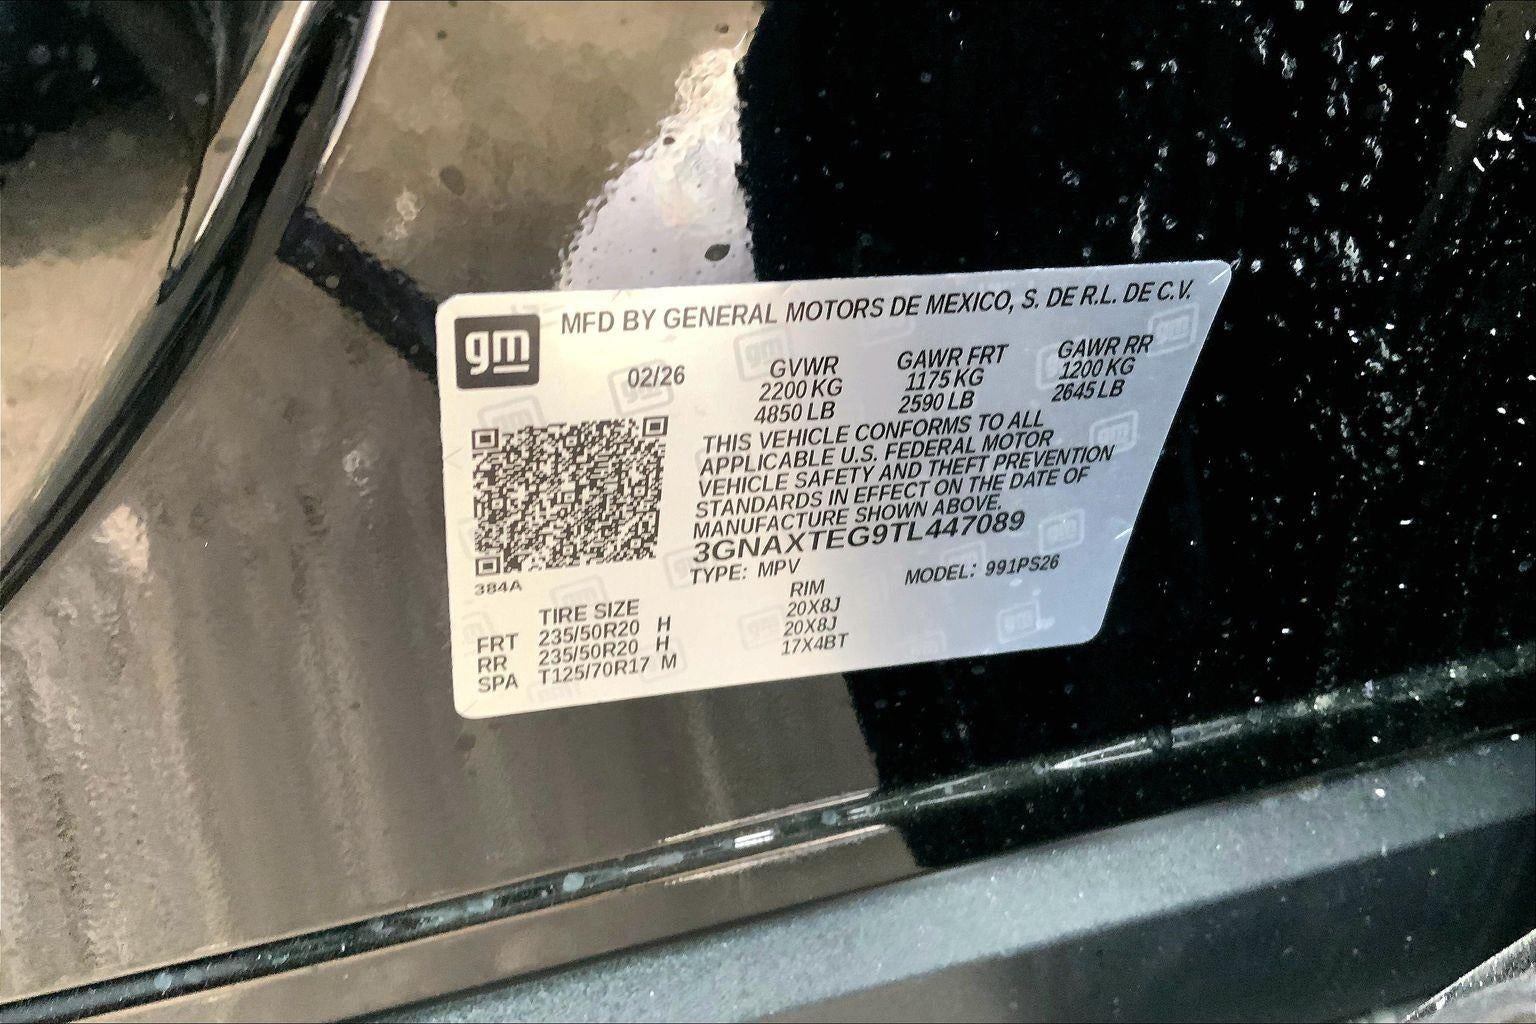 gm
MFD BY GENERAL MOTORS DE MEXICO, S. DE R.L. DE C.V.
02/26
GVWR GAWR FRT GAWR RR
2200 KG 1175 KG 1200 KG
4850 LB 2590 LB 2645 LB
THIS VEHICLE CONFORMS TO ALL
APPLICABLE U.S. FEDERAL MOTOR
VEHICLE SAFETY AND THEFT PREVENTION
STANDARDS IN EFFECT ON THE DATE OF
MANUFACTURE SHOWN ABOVE.
3GNAXTEG9TL447089
TYPE: MPV MODEL: 991PS26
384A
TIRE SIZE RIM
FRT 235/50R20 H 20X8J
RR 235/50R20 H 20X8J
SPA T125/70R17 M 17X4BT